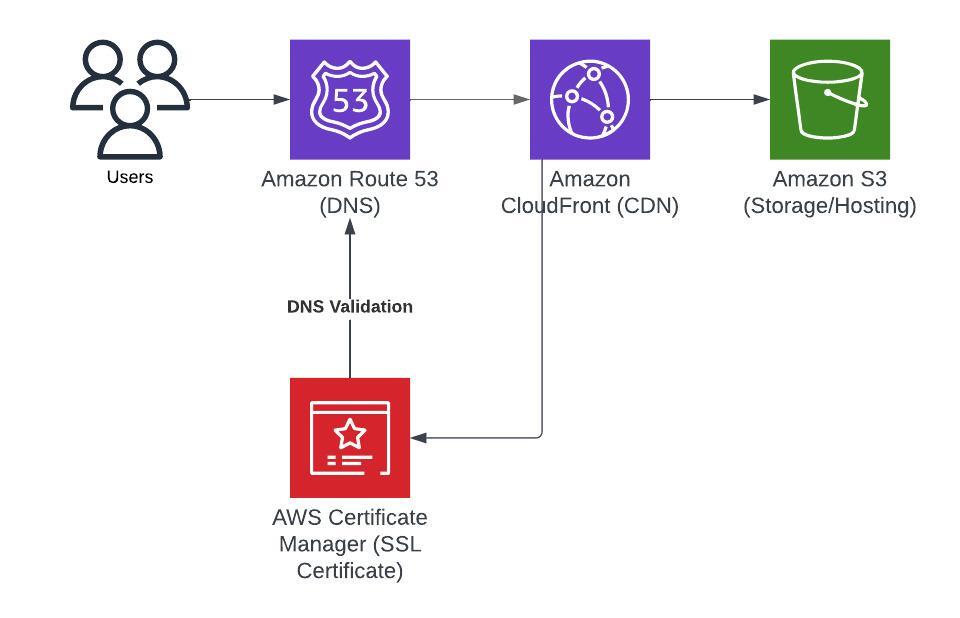 53
Users
Amazon Route 53
(DNS)
Amazon
CloudFront (CDN)
Amazon S3
(Storage/Hosting)
DNS Validation
AWS Certificate
Manager (SSL
Certificate)